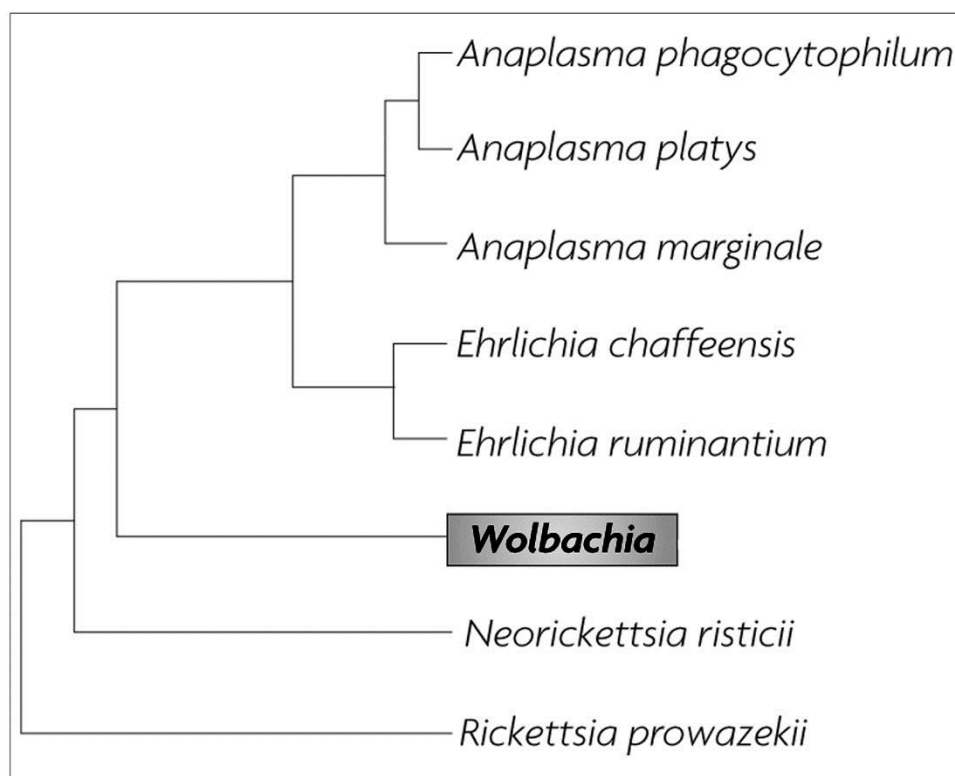 Anaplasma phagocytophilum
Anaplasma platys
Anaplasma marginale
Ehrlichia chaffeensis
Ehrlichia ruminantium
Wolbachia
Neorickettsia risticii
Rickettsia prowazekii